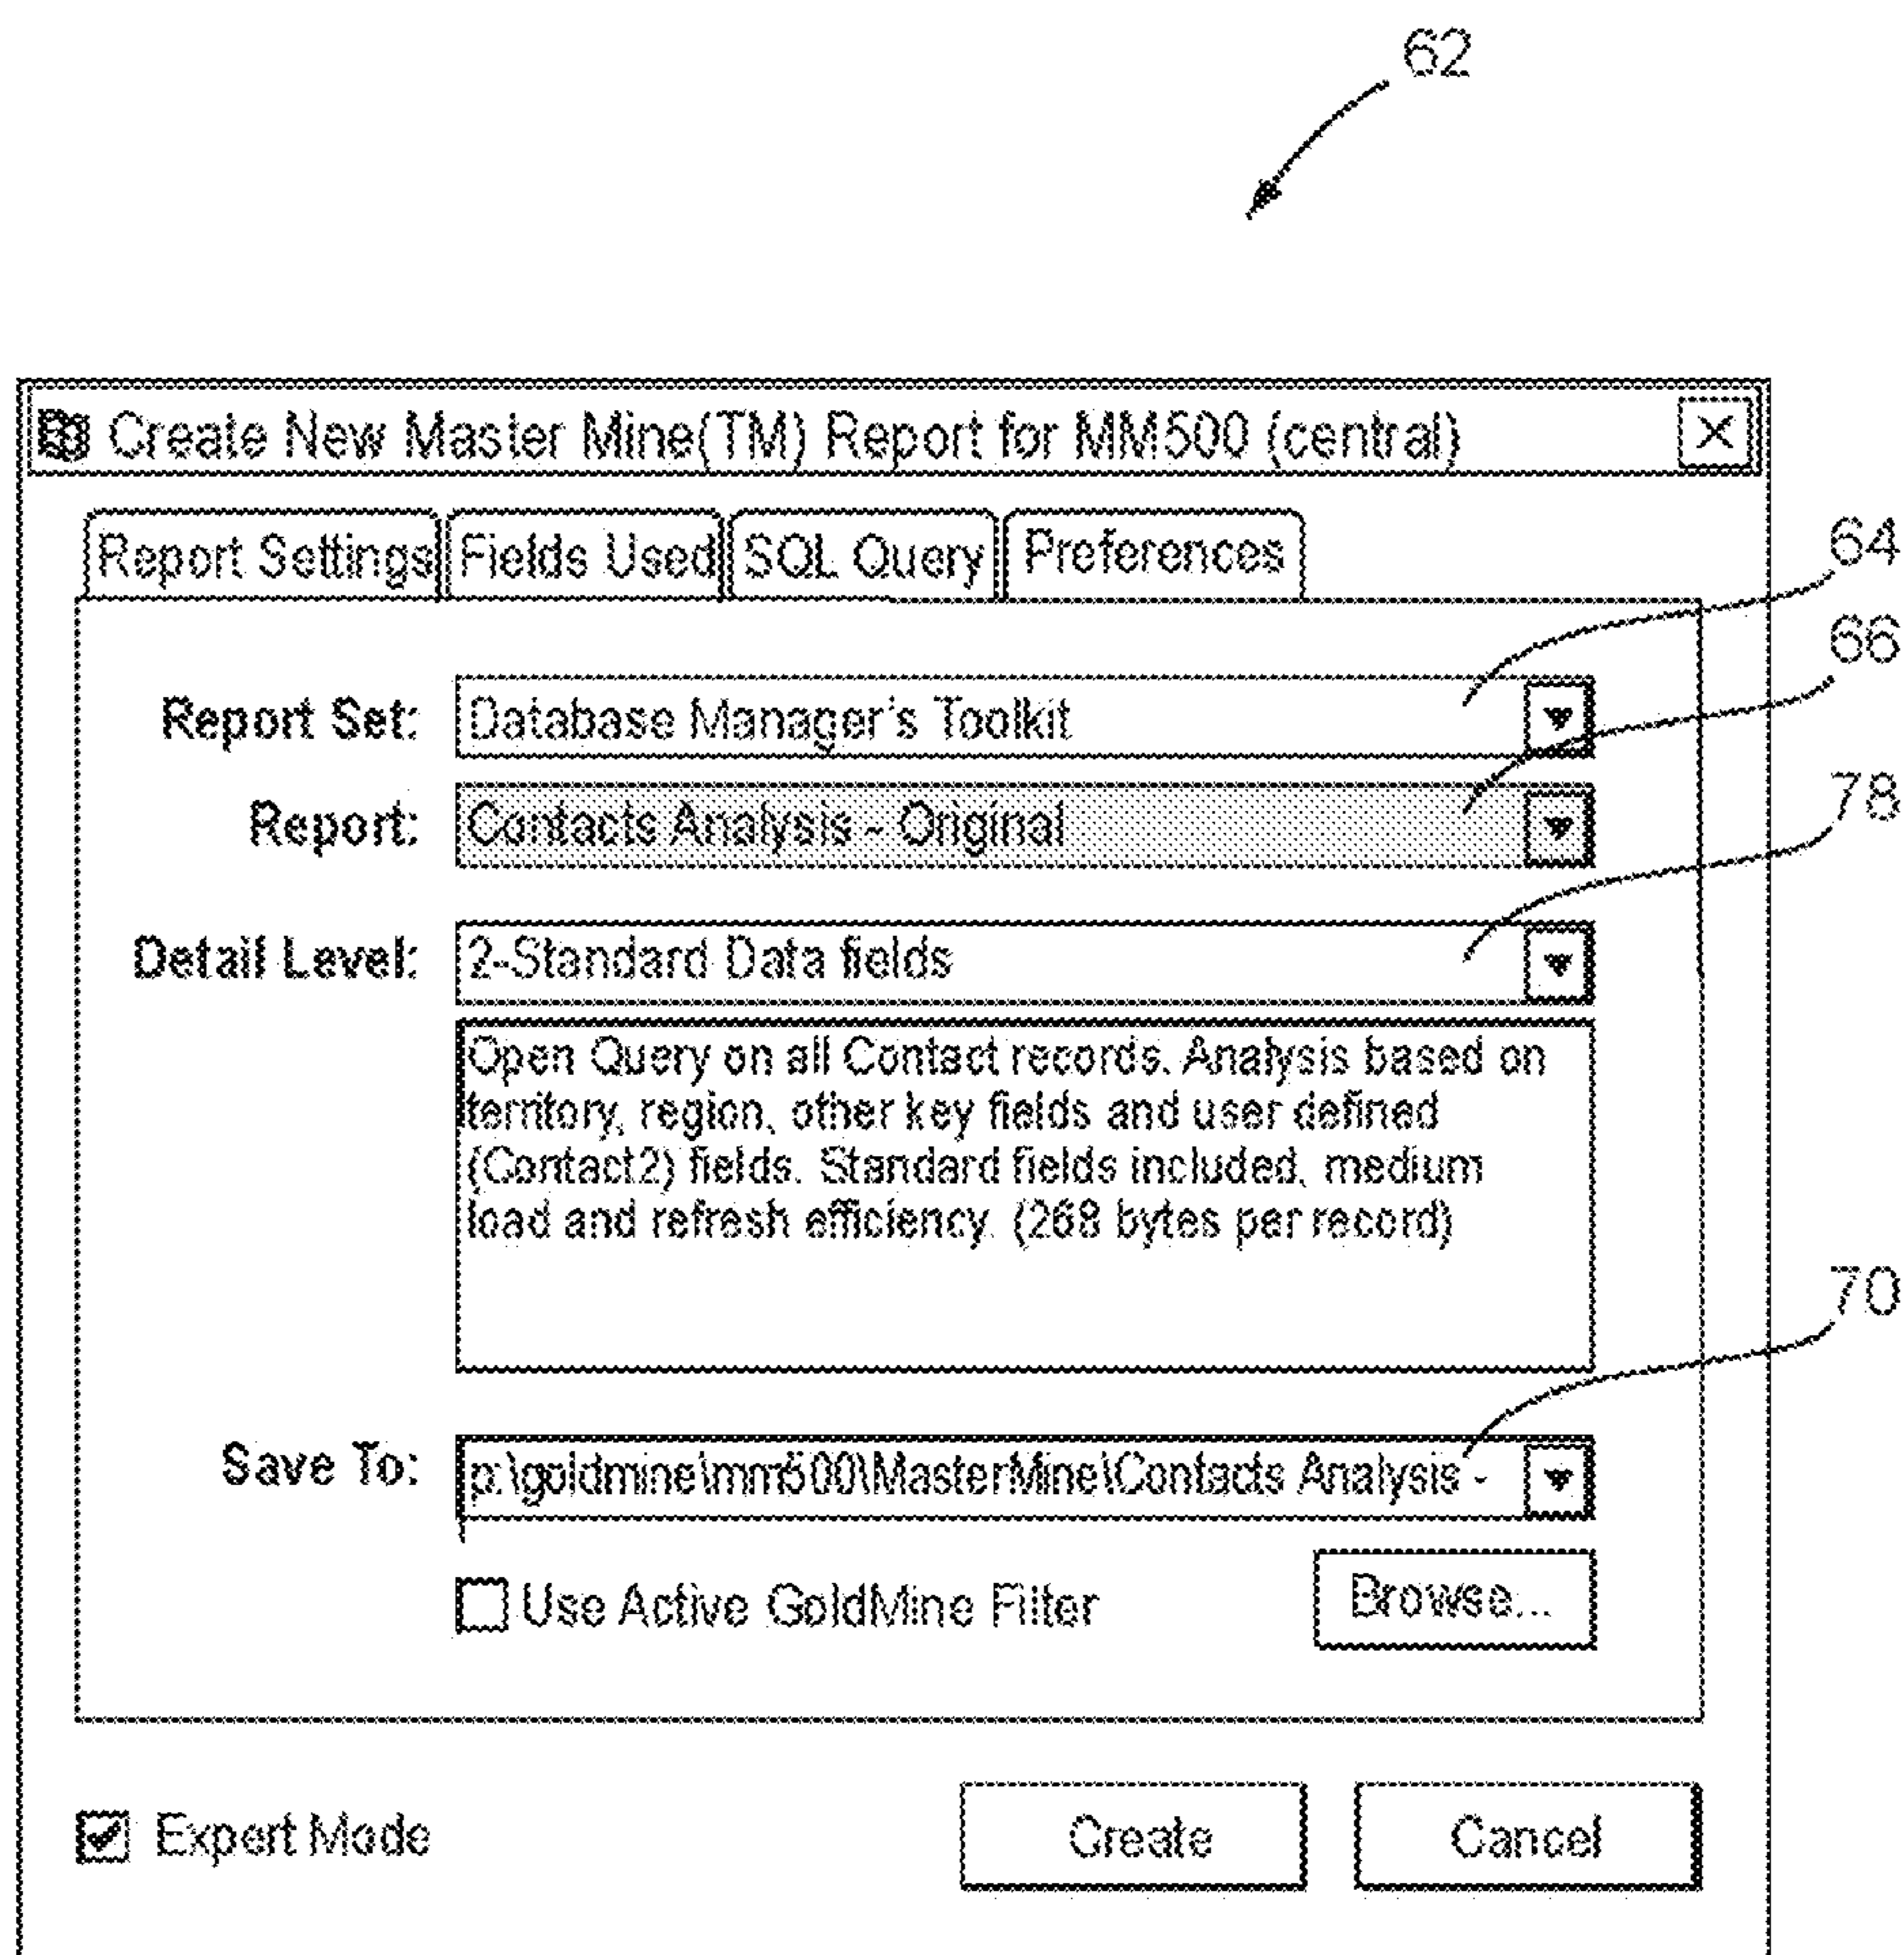 62
Create New Master Mine(TM) Report for MM500 (central)
Report Settings Fields Used SQL Query Preferences
64
66
Report Set: Database Manager's Toolkit
Report: Contacts Analysis - Original
78
Detail Level: 2-Standard Data fields
Open Query on all Contact records. Analysis based on
territory, region, other key fields and user defined
(Contact2) fields. Standard fields included, medium
load and refresh efficiency. (268 bytes per record)
70
Save To: p:\goldmine\mm500\MasterMine\Contacts Analysis -
Use Active GoldMine Filter Browse...
Expert Mode Create Cancel